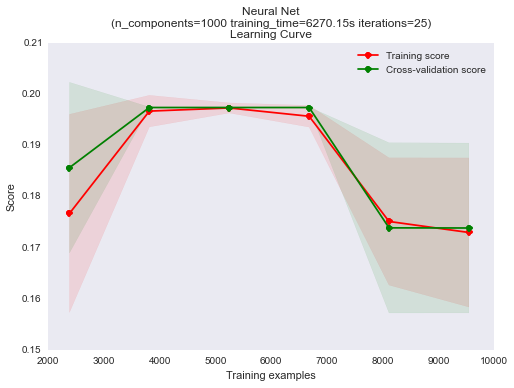 Neural Net
(n_components=1000 training_time=6270.15s iterations=25)
Learning Curve
Training score
Cross-validation score
0.21
0.20
0.19
0.18
0.17
0.16
0.15
Score
2000 3000 4000 5000 6000 7000 8000 9000 10000
Training examples